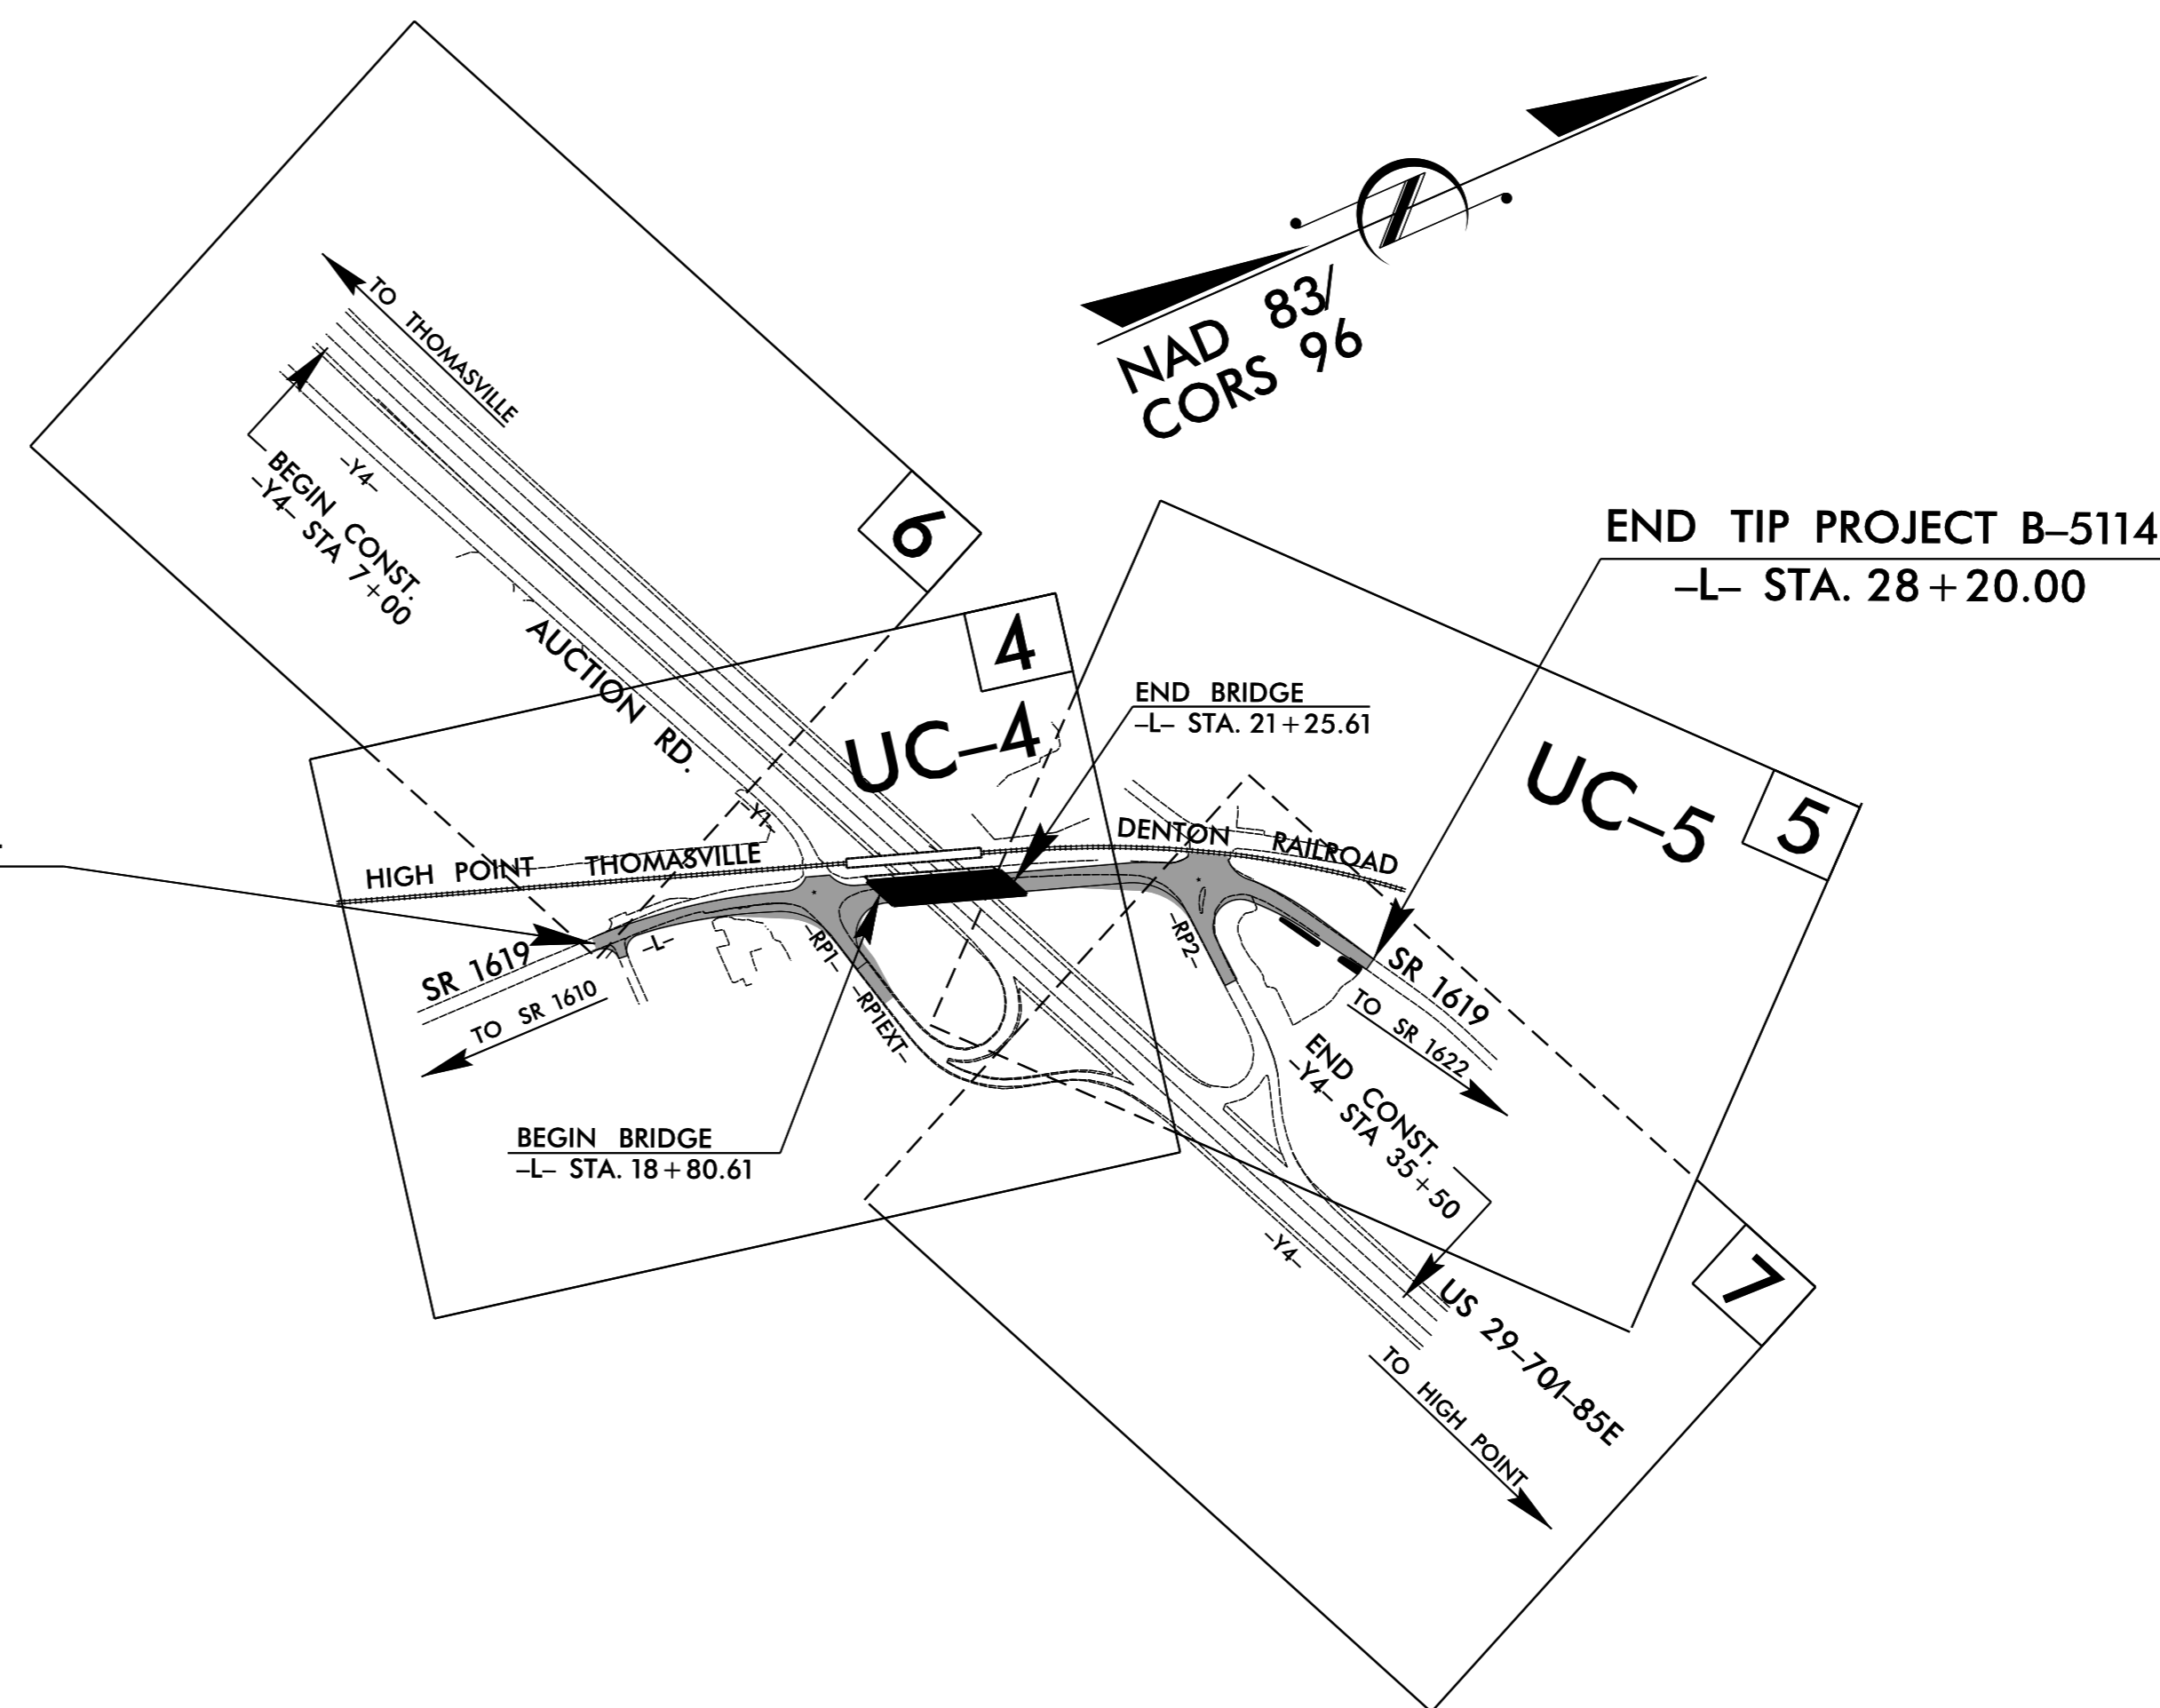 NAD 83/
CORS 96
TO THOMASVILLE
BEGIN CONST.
-Y4- STA 7+00
-Y4-
AUCTION RD.
6
4
UC-4
END BRIDGE
-L- STA. 21+25.61
END TIP PROJECT B-5114
-L- STA. 28+20.00
UC-5
5
-Y1-
HIGH POINT THOMASVILLE DENTON RAILROAD
SR 1619
-L-
TO SR 1610
-RP1-
-RP1EXT-
-RP2-
SR 1619
TO SR 1622
BEGIN BRIDGE
-L- STA. 18+80.61
END CONST.
-Y4- STA 35+50
-Y4-
7
US 29-70/I-85E
TO HIGH POINT